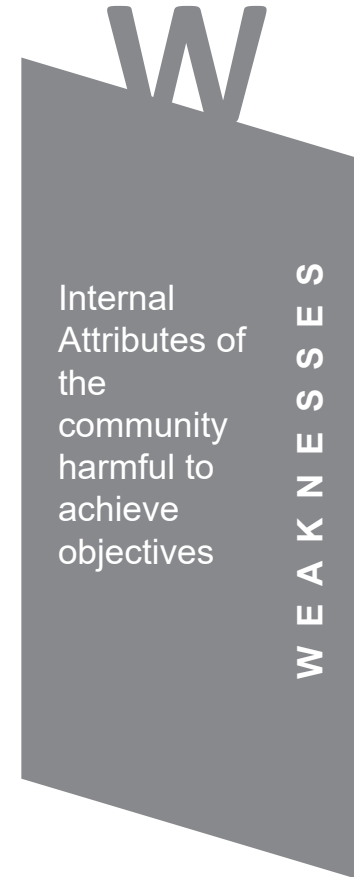 W
Internal
Attributes of
the
community
harmful to
achieve
objectives
WEAKNESSES